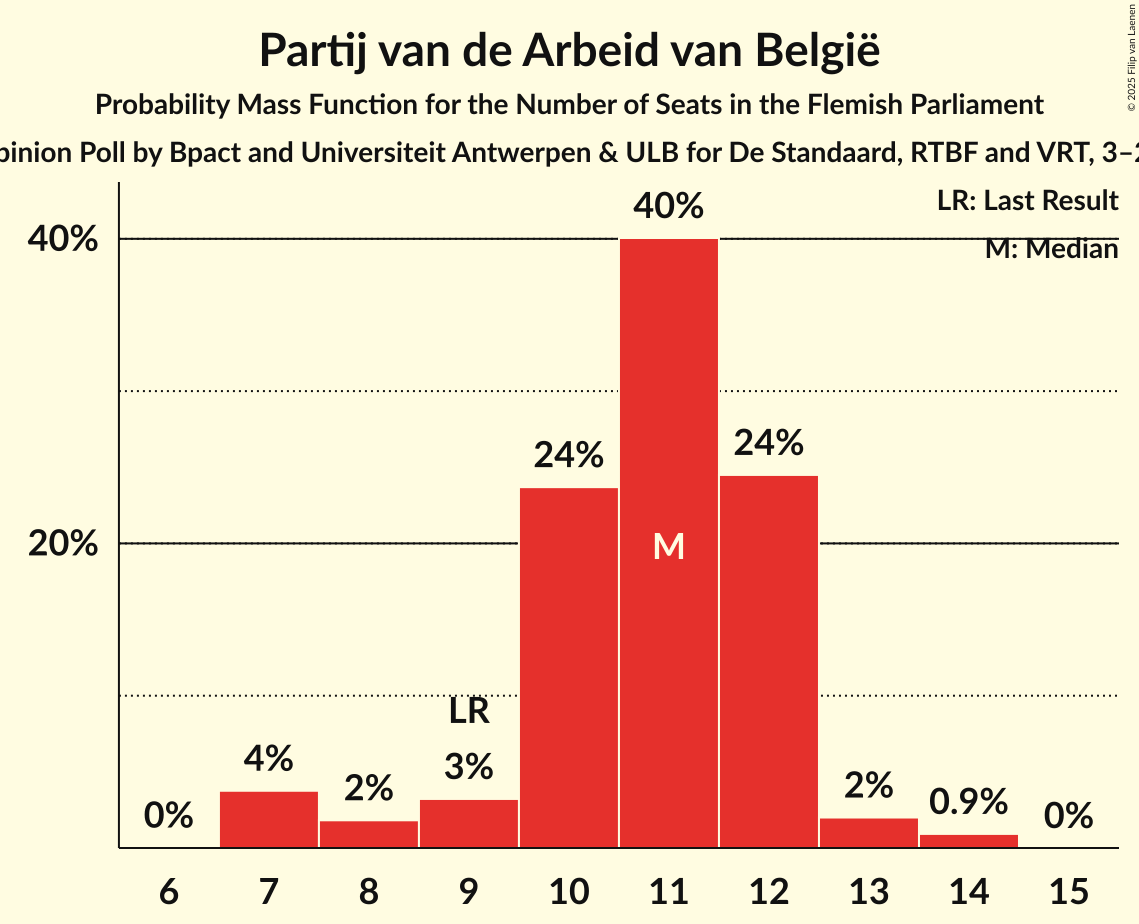 Partij van de Arbeid van België
Probability Mass Function for the Number of Seats in the Flemish Parliament
Opinion Poll by Bpact and Universiteit Antwerpen & ULB for De Standaard, RTBF and VRT, 3–2
© 2025 Filip van Laenen
LR: Last Result
M: Median
40%
20%
0%
4%
2%
3%
LR
24%
40%
M
24%
2%
0.9%
0%
6 7 8 9 10 11 12 13 14 15